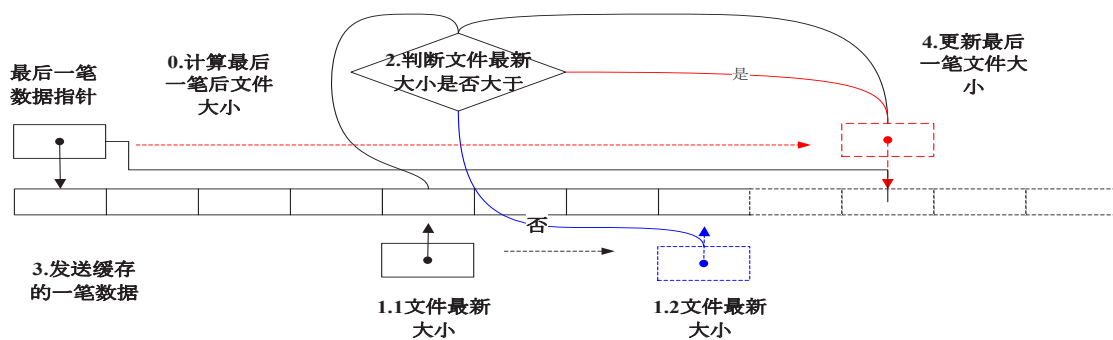 最后一笔
数据指针
0.计算最后
一笔后文件
大小
2.判断文件最新
大小是否大于
是
4.更新最后
一笔文件大
小
否
3.发送缓存
的一笔数据
1.1文件最新
大小
1.2文件最新
大小